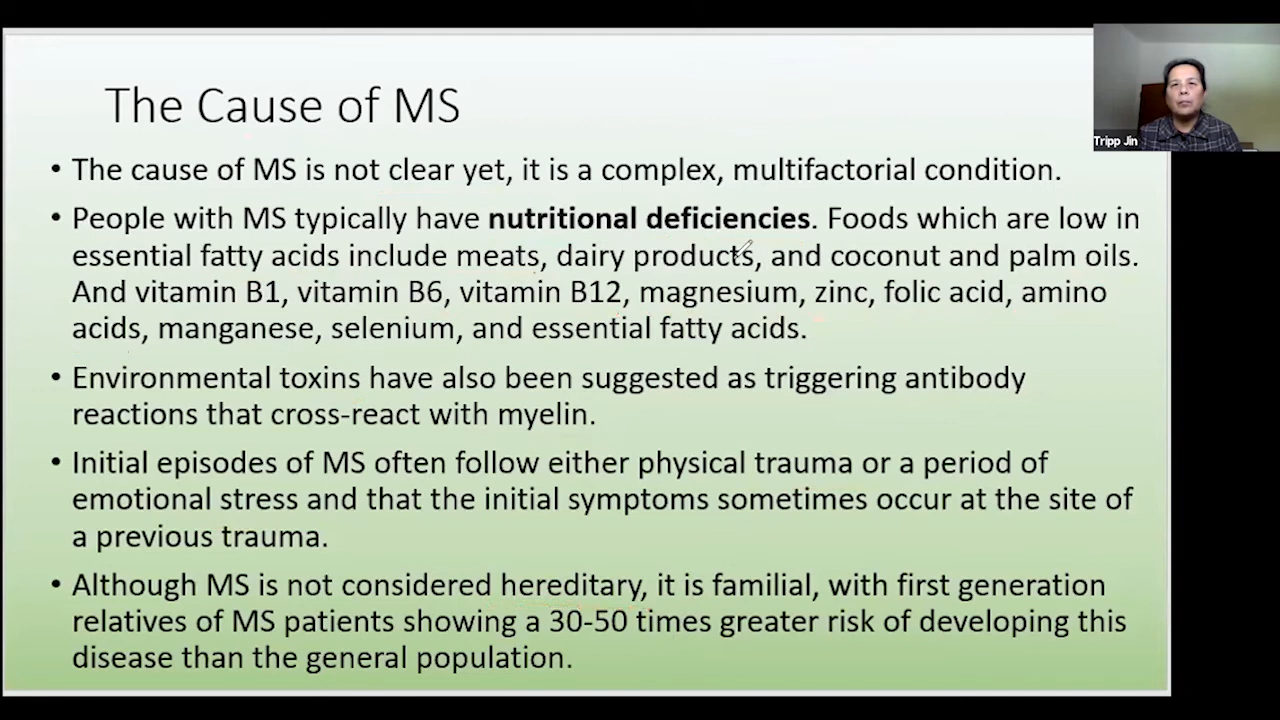 The Cause of MS
Tripp Jin
• The cause of MS is not clear yet, it is a complex, multifactorial condition.
• People with MS typically have nutritional deficiencies. Foods which are low in
essential fatty acids include meats, dairy products, and coconut and palm oils.
And vitamin B1, vitamin B6, vitamin B12, magnesium, zinc, folic acid, amino
acids, manganese, selenium, and essential fatty acids.
• Environmental toxins have also been suggested as triggering antibody
reactions that cross-react with myelin.
• Initial episodes of MS often follow either physical trauma or a period of
emotional stress and that the initial symptoms sometimes occur at the site of
a previous trauma.
• Although MS is not considered hereditary, it is familial, with first generation
relatives of MS patients showing a 30-50 times greater risk of developing this
disease than the general population.